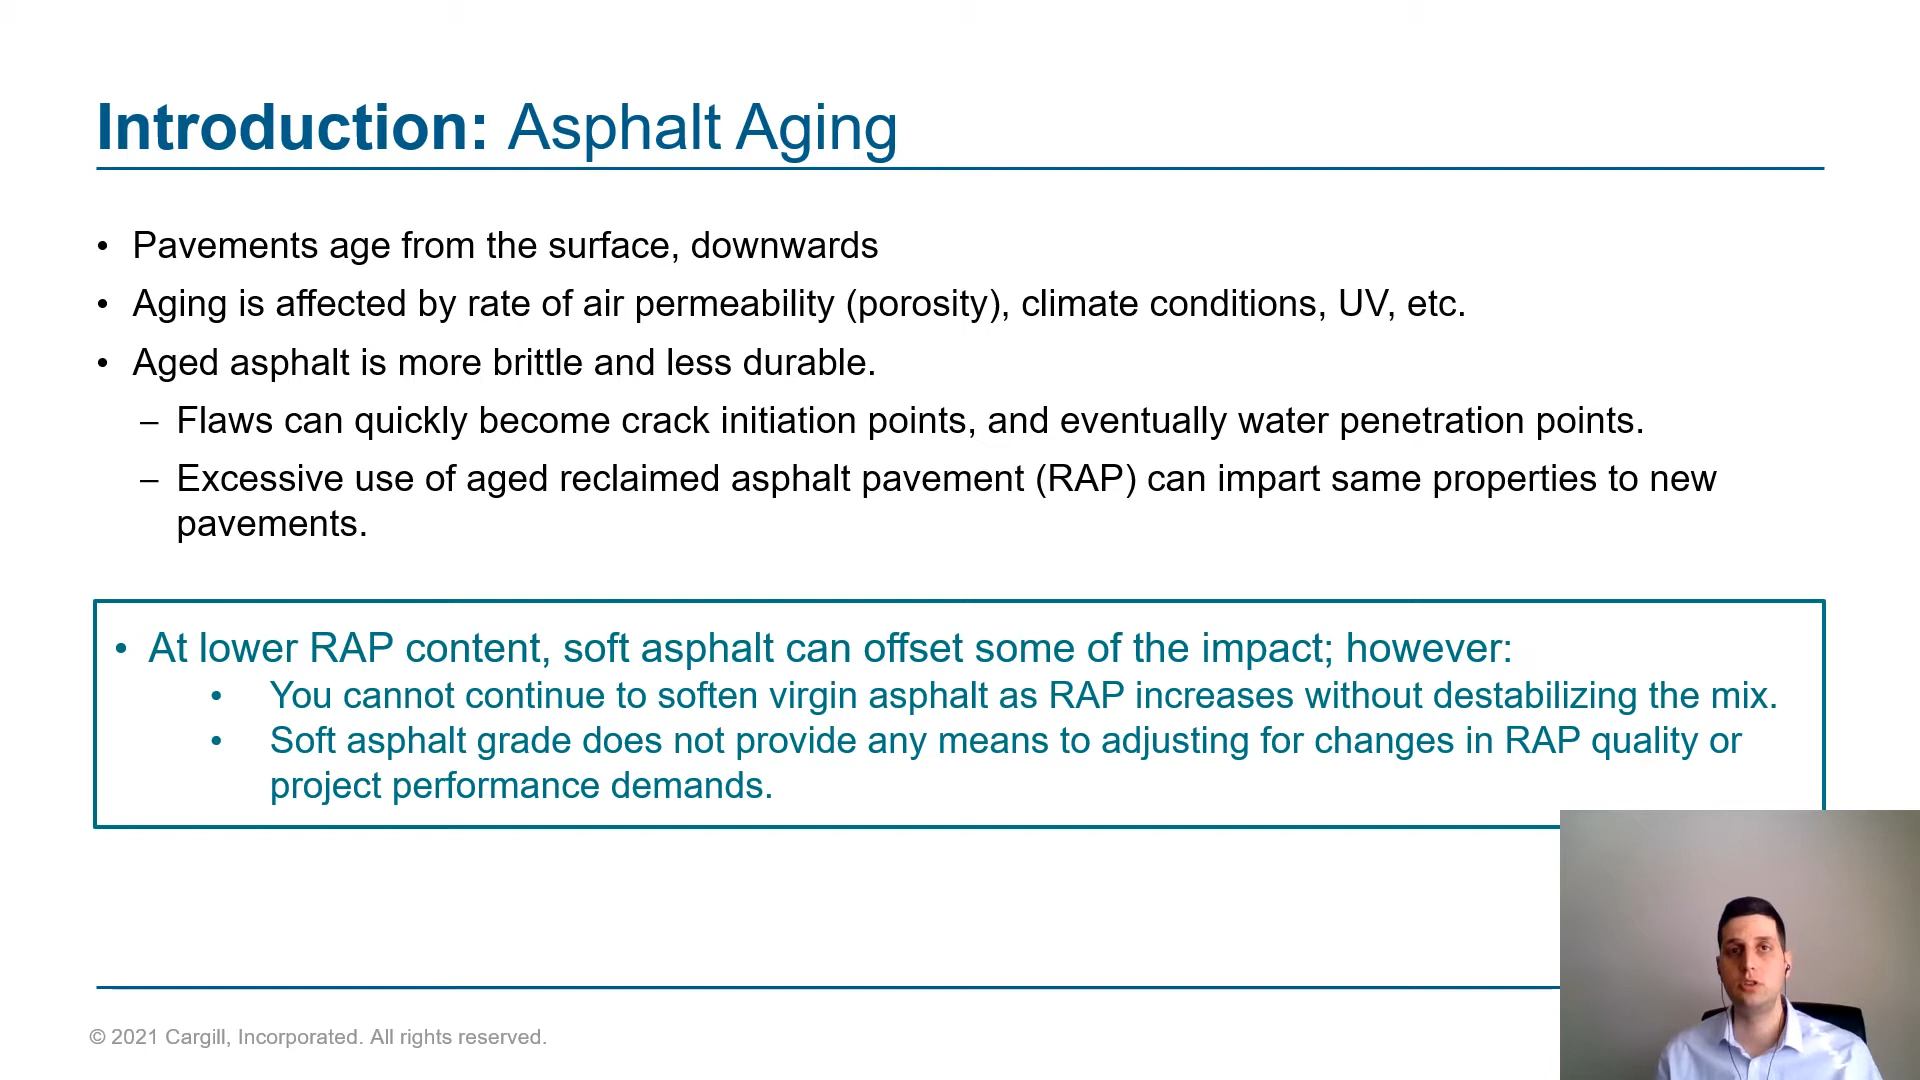 Introduction: Asphalt Aging
• Pavements age from the surface, downwards
• Aging is affected by rate of air permeability (porosity), climate conditions, UV, etc.
• Aged asphalt is more brittle and less durable.
– Flaws can quickly become crack initiation points, and eventually water penetration points.
– Excessive use of aged reclaimed asphalt pavement (RAP) can impart same properties to new
pavements.
• At lower RAP content, soft asphalt can offset some of the impact; however:
• You cannot continue to soften virgin asphalt as RAP increases without destabilizing the mix.
• Soft asphalt grade does not provide any means to adjusting for changes in RAP quality or
project performance demands.
© 2021 Cargill, Incorporated. All rights reserved.